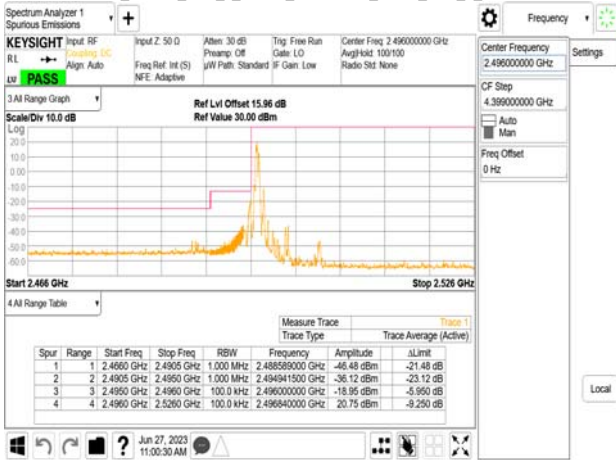 Spectrum Analyzer 1
Spurious Emissions
Frequency
KEYSIGHT Input: RF Input Z: 50 Ω Atten: 30 dB Trig: Free Run Center Freq: 2.496000000 GHz
RL Coupling: DC Preamp: Off Gate: LO Avg|Hold: 100/100
Align: Auto Freq Ref: Int (S) µW Path: Standard IF Gain: Low Radio Std: None
NFE: Adaptive
PASS
Center Frequency
2.496000000 GHz
Settings
CF Step
4.399000000 GHz
Auto
Man
Freq Offset
0 Hz
Local
3 All Range Graph
Ref Lvl Offset 15.96 dB
Scale/Div 10.0 dB Ref Value 30.00 dBm
Log
20.0
10.0
0.00
-10.0
-20.0
-30.0
-40.0
-50.0
-60.0
Start 2.466 GHz Stop 2.526 GHz
4 All Range Table
Measure Trace Trace 1
Trace Type Trace Average (Active)
Spur Range Start Freq Stop Freq RBW Frequency Amplitude ΔLimit
1 1 2.4660 GHz 2.4905 GHz 1.000 MHz 2.488589000 GHz -46.48 dBm -21.48 dB
2 2 2.4905 GHz 2.4950 GHz 1.000 MHz 2.494941500 GHz -36.12 dBm -23.12 dB
3 3 2.4950 GHz 2.4960 GHz 100.0 kHz 2.496000000 GHz -18.95 dBm -5.950 dB
4 4 2.4960 GHz 2.5260 GHz 100.0 kHz 2.496840000 GHz 20.75 dBm -9.250 dB
Jun 27, 2023
11:00:30 AM